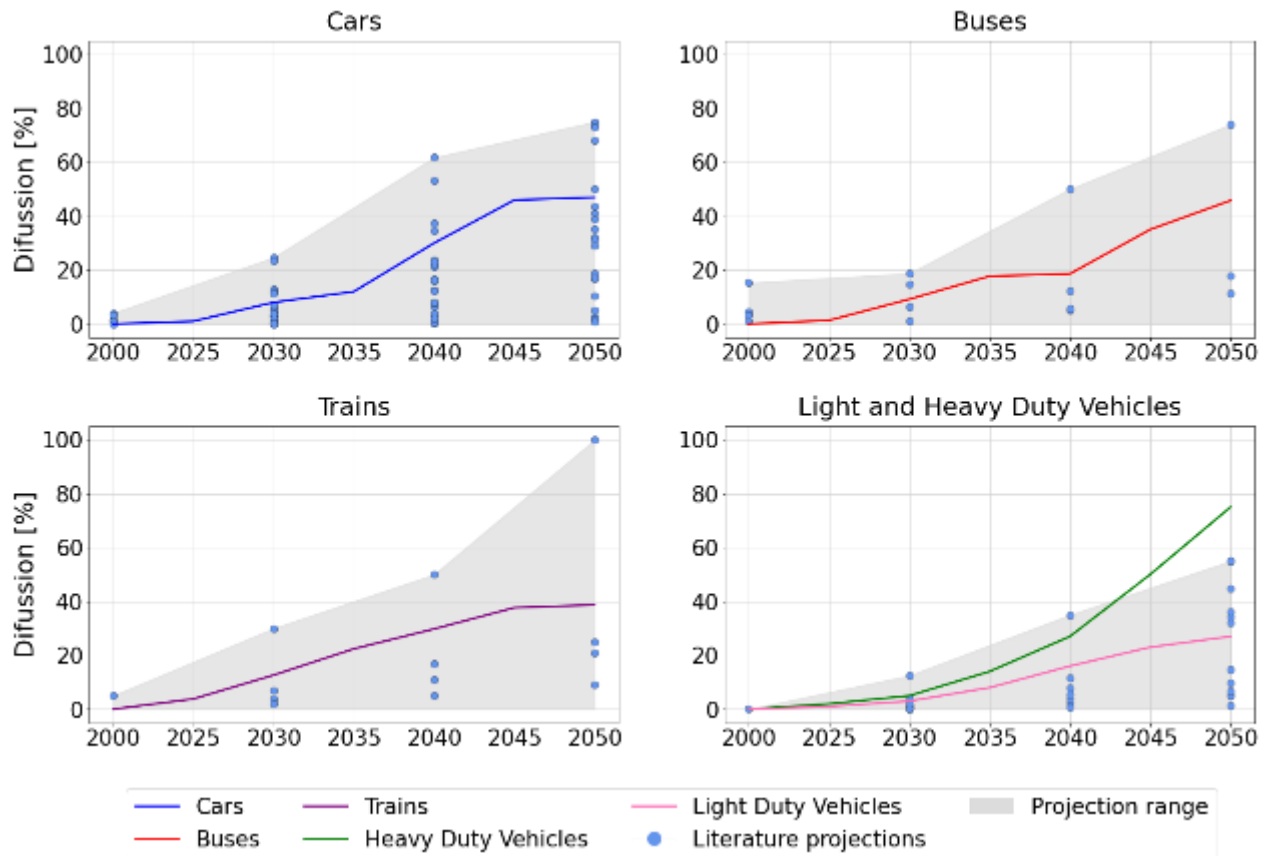 Cars
Buses
100
80
60
40
20
0
Difussion [%]
2000 2025 2030 2035 2040 2045 2050
100
80
60
40
20
0
2000 2025 2030 2035 2040 2045 2050
Trains
Light and Heavy Duty Vehicles
100
80
60
40
20
0
Difussion [%]
2000 2025 2030 2035 2040 2045 2050
100
80
60
40
20
0
2000 2025 2030 2035 2040 2045 2050
Cars Trains Light Duty Vehicles Projection range
Buses Heavy Duty Vehicles Literature projections